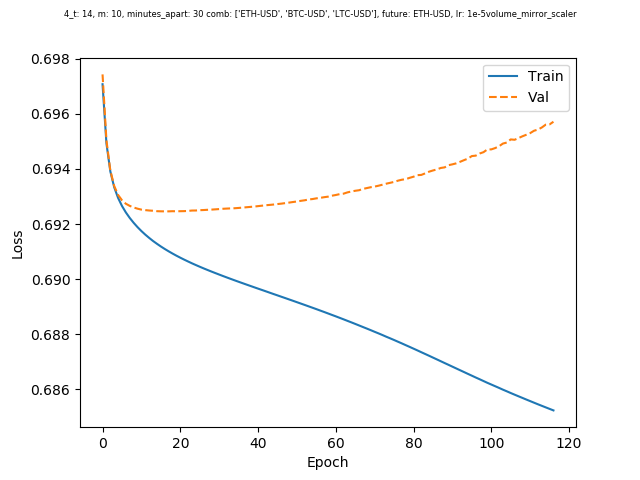 4_t: 14, m: 10, minutes_apart: 30 comb: ['ETH-USD', 'BTC-USD', 'LTC-USD'], future: ETH-USD, lr: 1e-5volume_mirror_scaler
0.698
Train
Val
0.696
0.694
0.692
0.690
0.688
0.686
Loss
0 20 40 60 80 100 120
Epoch